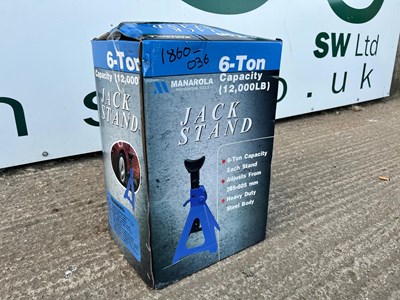 SW Ltd
o.uk
6-Ton
Capacity
(12,000LB)
JACK
STAND
1860-
036
MANAROLA
6-Ton
Capacity
(12,000LB)
JACK
STAND
6-Ton Capacity
Each Stand
Adjusts From
Heavy Duty
Steel Body